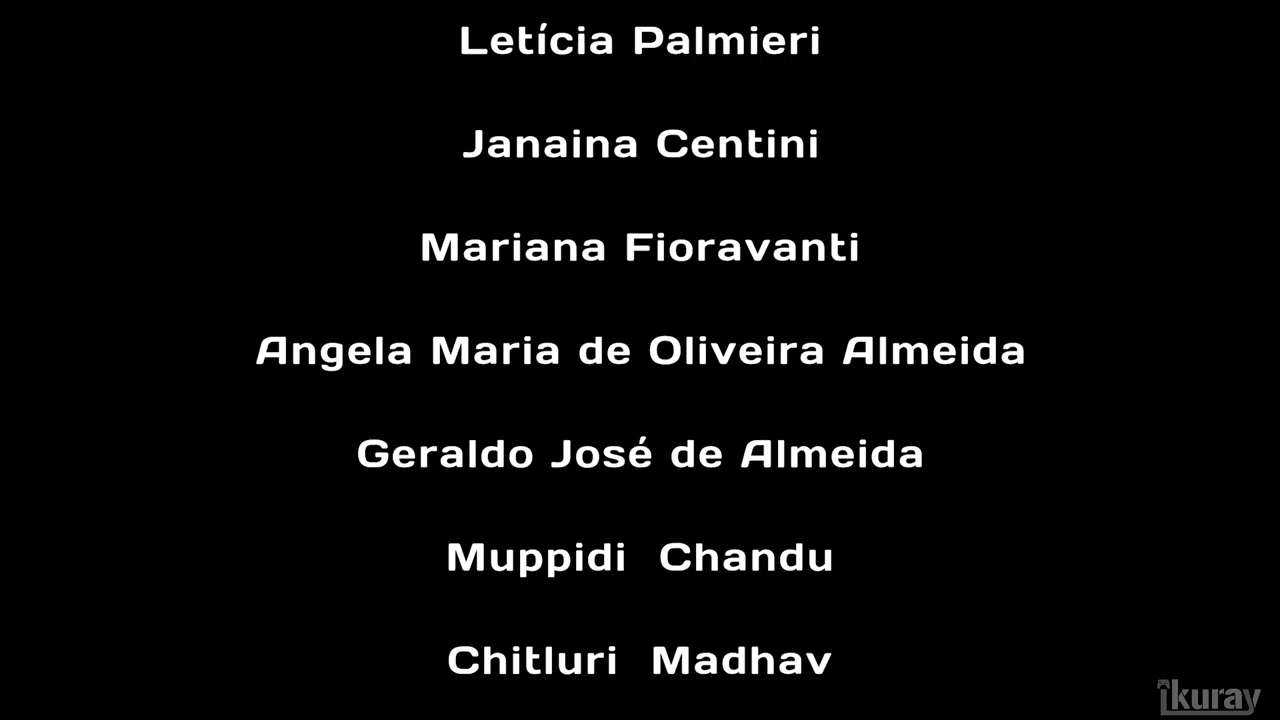 Letícia Palmieri
Janaina Centini
Mariana Fioravanti
Angela Maria de Oliveira Almeida
Geraldo José de Almeida
Muppidi  Chandu
Chitluri  Madhav
ikuray